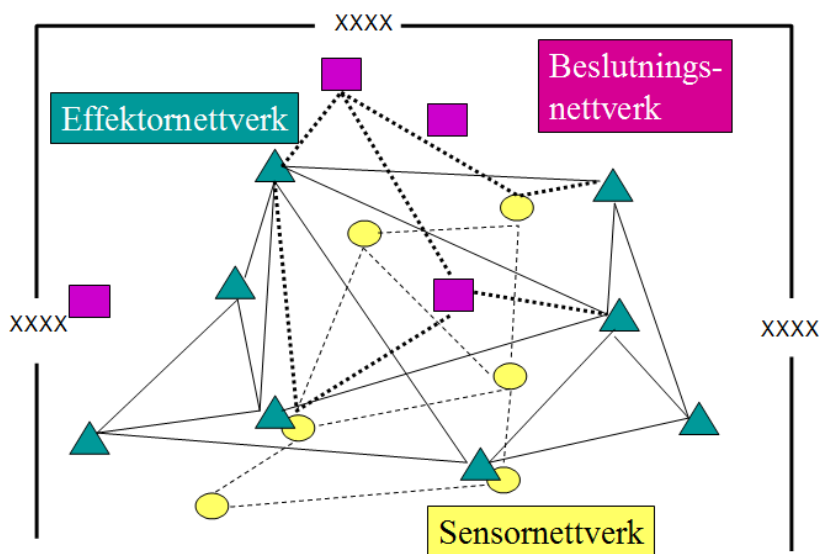 XXXX
Beslutnings-
nettverk
Effektornettverk
XXXX
XXXX
Sensornettverk